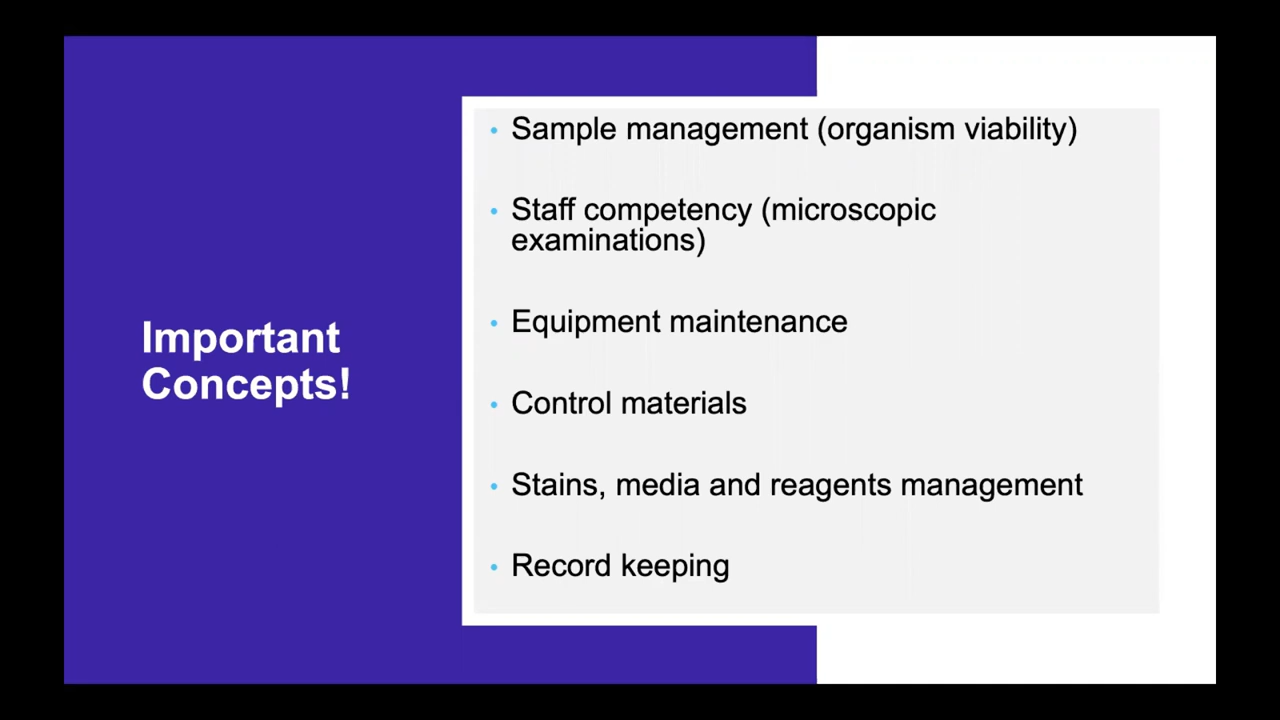 Important
Concepts!
• Sample management (organism viability)
• Staff competency (microscopic
examinations)
• Equipment maintenance
• Control materials
• Stains, media and reagents management
• Record keeping